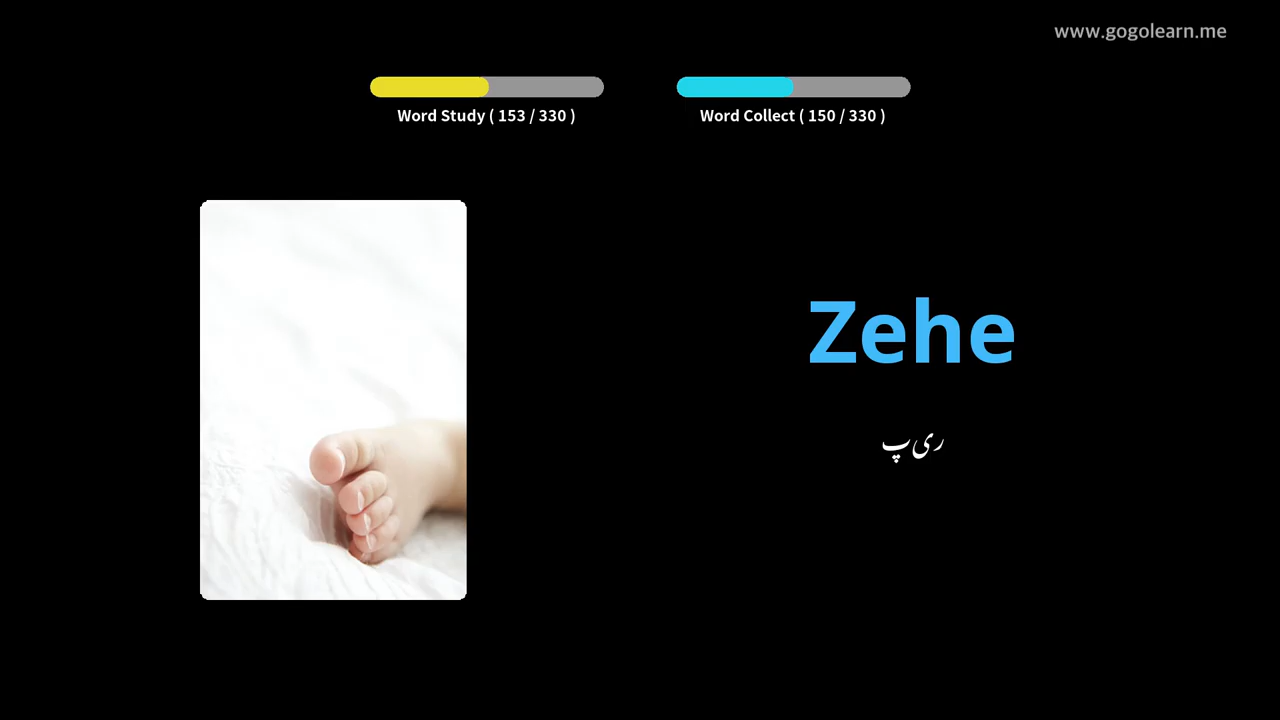 www.gogolearn.me
Word Study ( 153 / 330 )
Word Collect ( 150 / 330 )
Zehe
ری پ